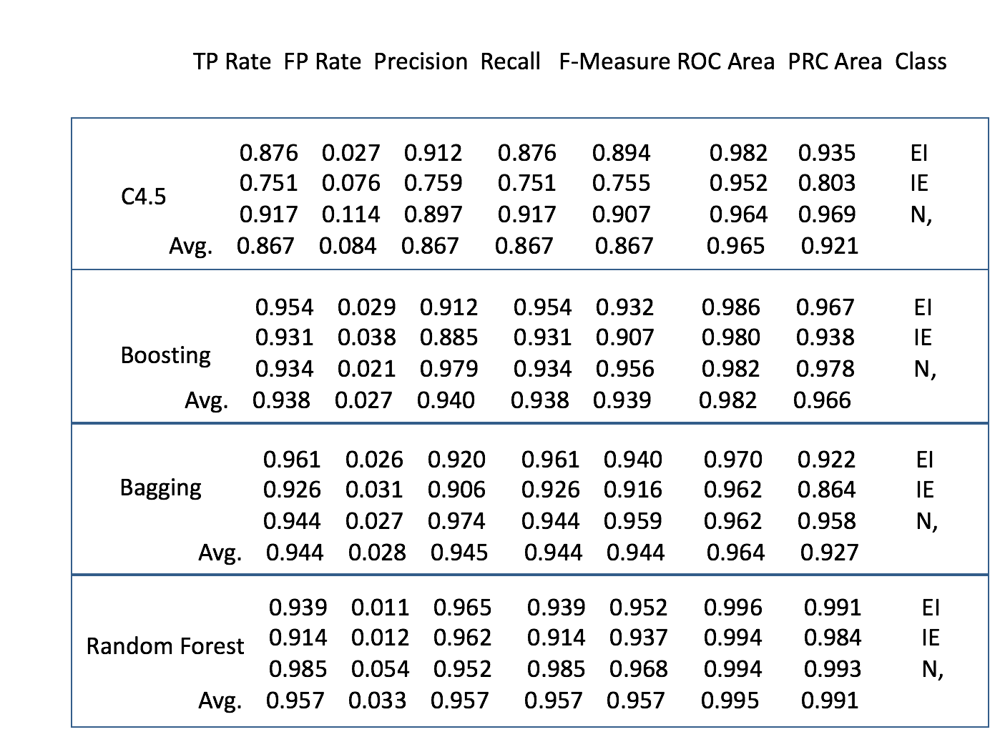 TP Rate FP Rate Precision Recall F-Measure ROC Area PRC Area Class
0.876 0.027 0.912 0.876 0.894 0.982 0.935 EI
0.751 0.076 0.759 0.751 0.755 0.952 0.803 IE
C4.5
0.917 0.114 0.897 0.917 0.907 0.964 0.969 N,
Avg. 0.867 0.084 0.867 0.867 0.867 0.965 0.921
0.954 0.029 0.912 0.954 0.932 0.986 0.967 EI
0.931 0.038 0.885 0.931 0.907 0.980 0.938 IE
Boosting
0.934 0.021 0.979 0.934 0.956 0.982 0.978 N,
Avg. 0.938 0.027 0.940 0.938 0.939 0.982 0.966
0.961 0.026 0.920 0.961 0.940 0.970 0.922 EI
Bagging 0.926 0.031 0.906 0.926 0.916 0.962 0.864 IE
0.944 0.027 0.974 0.944 0.959 0.962 0.958 N,
Avg. 0.944 0.028 0.945 0.944 0.944 0.964 0.927
0.939 0.011 0.965 0.939 0.952 0.996 0.991 EI
Random Forest 0.914 0.012 0.962 0.914 0.937 0.994 0.984 IE
0.985 0.054 0.952 0.985 0.968 0.994 0.993 N,
Avg. 0.957 0.033 0.957 0.957 0.957 0.995 0.991